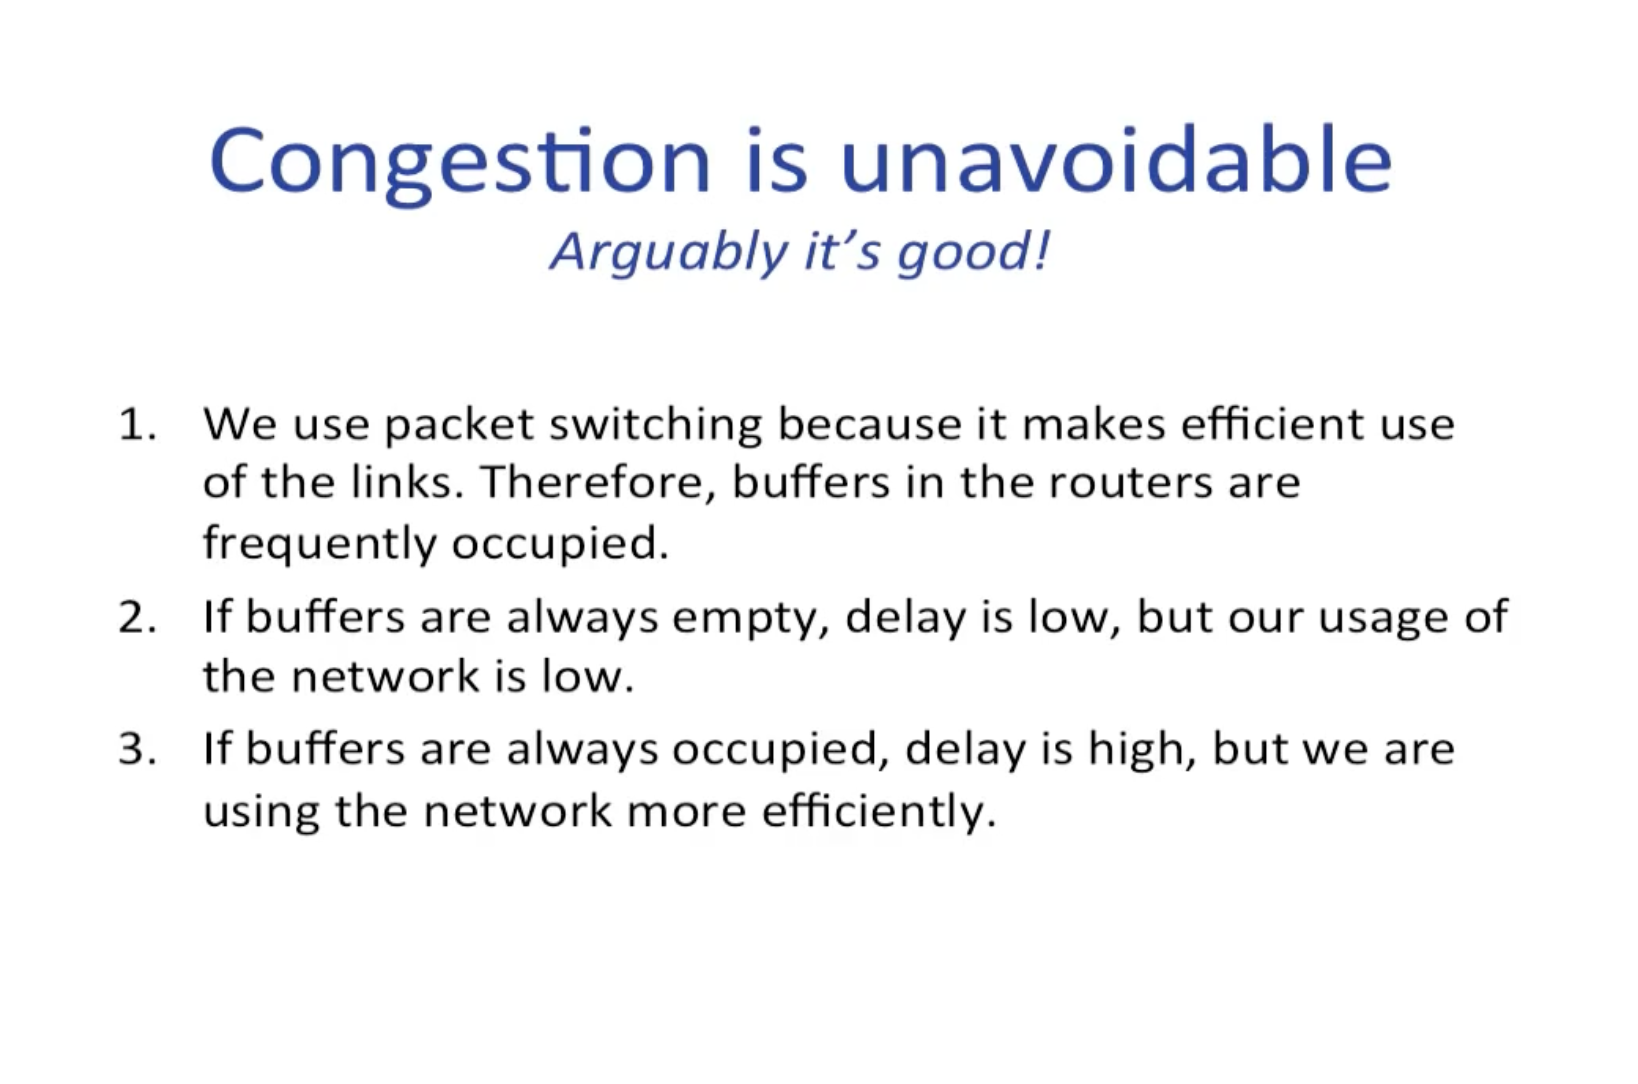 Congestion is unavoidable
Arguably it’s good!
1. We use packet switching because it makes efficient use
of the links. Therefore, buffers in the routers are
frequently occupied.
2. If buffers are always empty, delay is low, but our usage of
the network is low.
3. If buffers are always occupied, delay is high, but we are
using the network more efficiently.